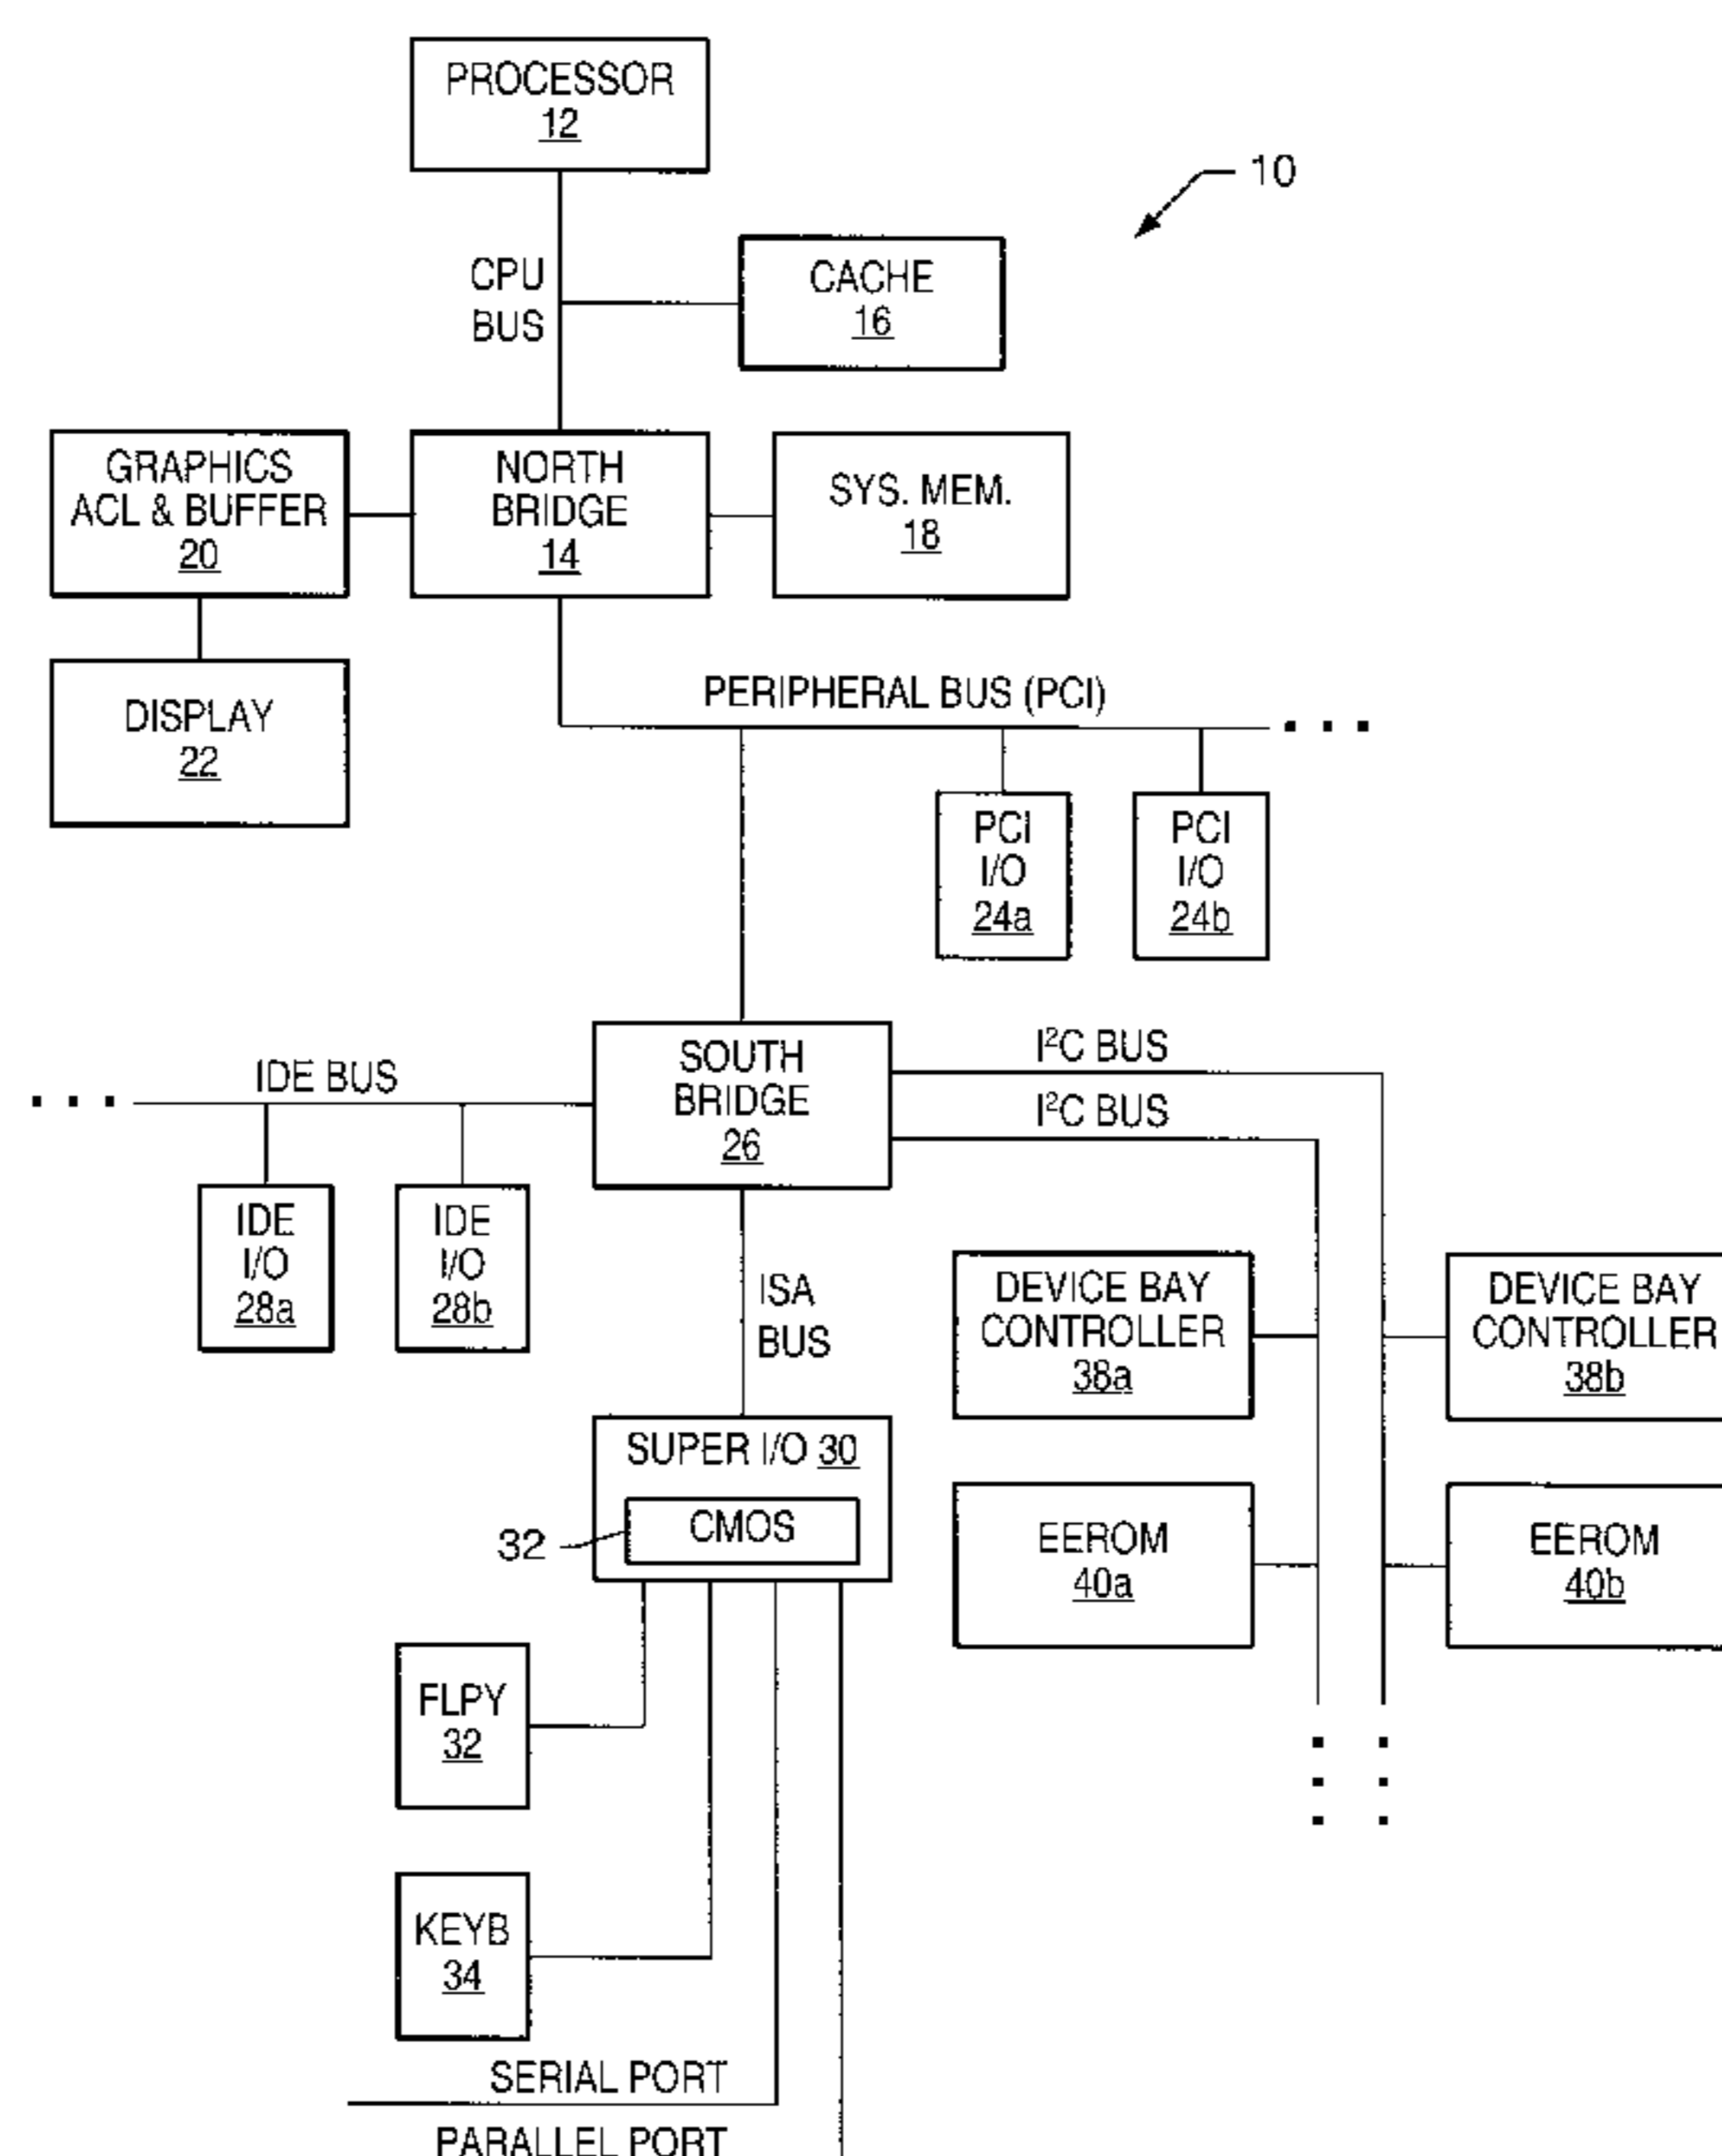 PROCESSOR
12
10
CPU
BUS
CACHE
16
GRAPHICS
ACL & BUFFER
20
NORTH
BRIDGE
14
SYS. MEM.
18
DISPLAY
22
PERIPHERAL BUS (PCI)
PCI
I/O
24a
PCI
I/O
24b
IDE BUS
SOUTH
BRIDGE
26
I²C BUS
I²C BUS
IDE
I/O
28a
IDE
I/O
28b
ISA
BUS
DEVICE BAY
CONTROLLER
38a
DEVICE BAY
CONTROLLER
38b
SUPER I/O 30
CMOS
32
EEROM
40a
EEROM
40b
FLPY
32
KEYB
34
SERIAL PORT
PARALLEL PORT